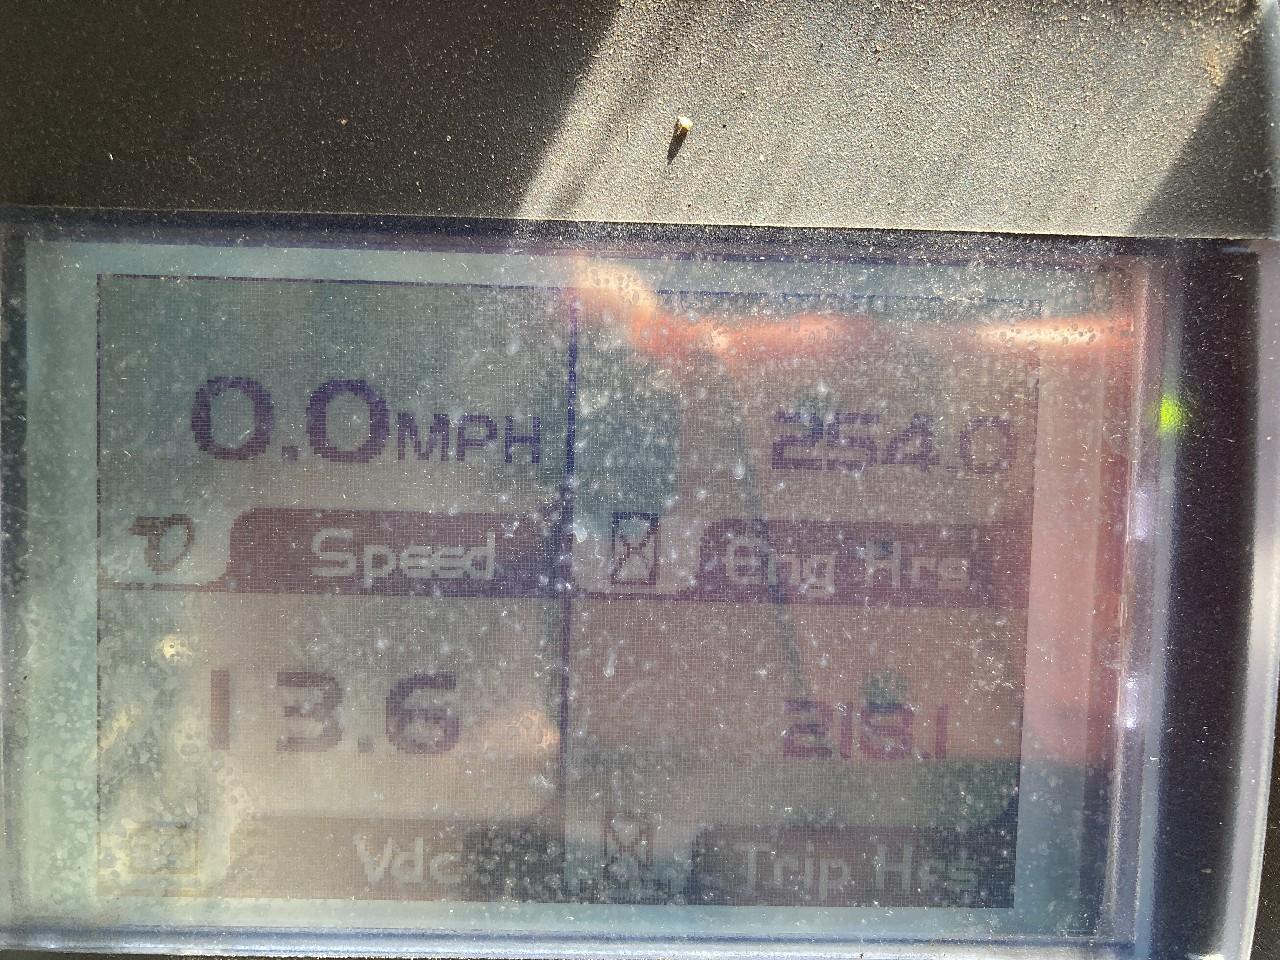 0.0MPH
254.0
Speed
Eng Hrs
13.6
218.1
Vdc
Trip Hrs